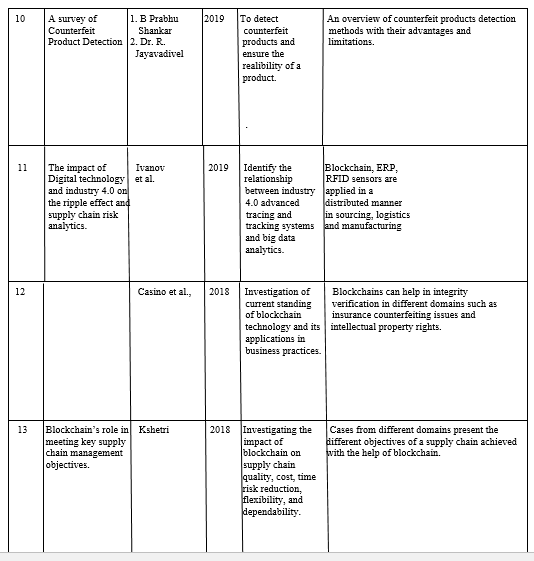 10
A survey of
Counterfeit
Product Detection
1. B Prabhu
Shankar
2. Dr. R.
Jayavadivel
2019
To detect
counterfeit
products and
ensure the
realibility of a
product.
.
An overview of counterfeit products detection
methods with their advantages and
limitations.
11
The impact of
Digital technology
and industry 4.0 on
the ripple effect and
supply chain risk
analytics.
Ivanov
et al.
2019
Identify the
relationship
between industry
4.0 advanced
tracing and
tracking systems
and big data
analytics.
Blockchain, ERP,
RFID sensors are
applied in a
distributed manner
in sourcing, logistics
and manufacturing
12
Casino et al.,
2018
Investigation of
current standing
of blockchain
technology and its
applications in
business practices.
Blockchains can help in integrity
verification in different domains such as
insurance counterfeiting issues and
intellectual property rights.
13
Blockchain's role in
meeting key supply
chain management
objectives.
Kshetri
2018
Investigating the
impact of
blockchain on
supply chain
quality, cost, time
risk reduction,
flexibility, and
dependability.
Cases from different domains present the
different objectives of a supply chain achieved
with the help of blockchain.